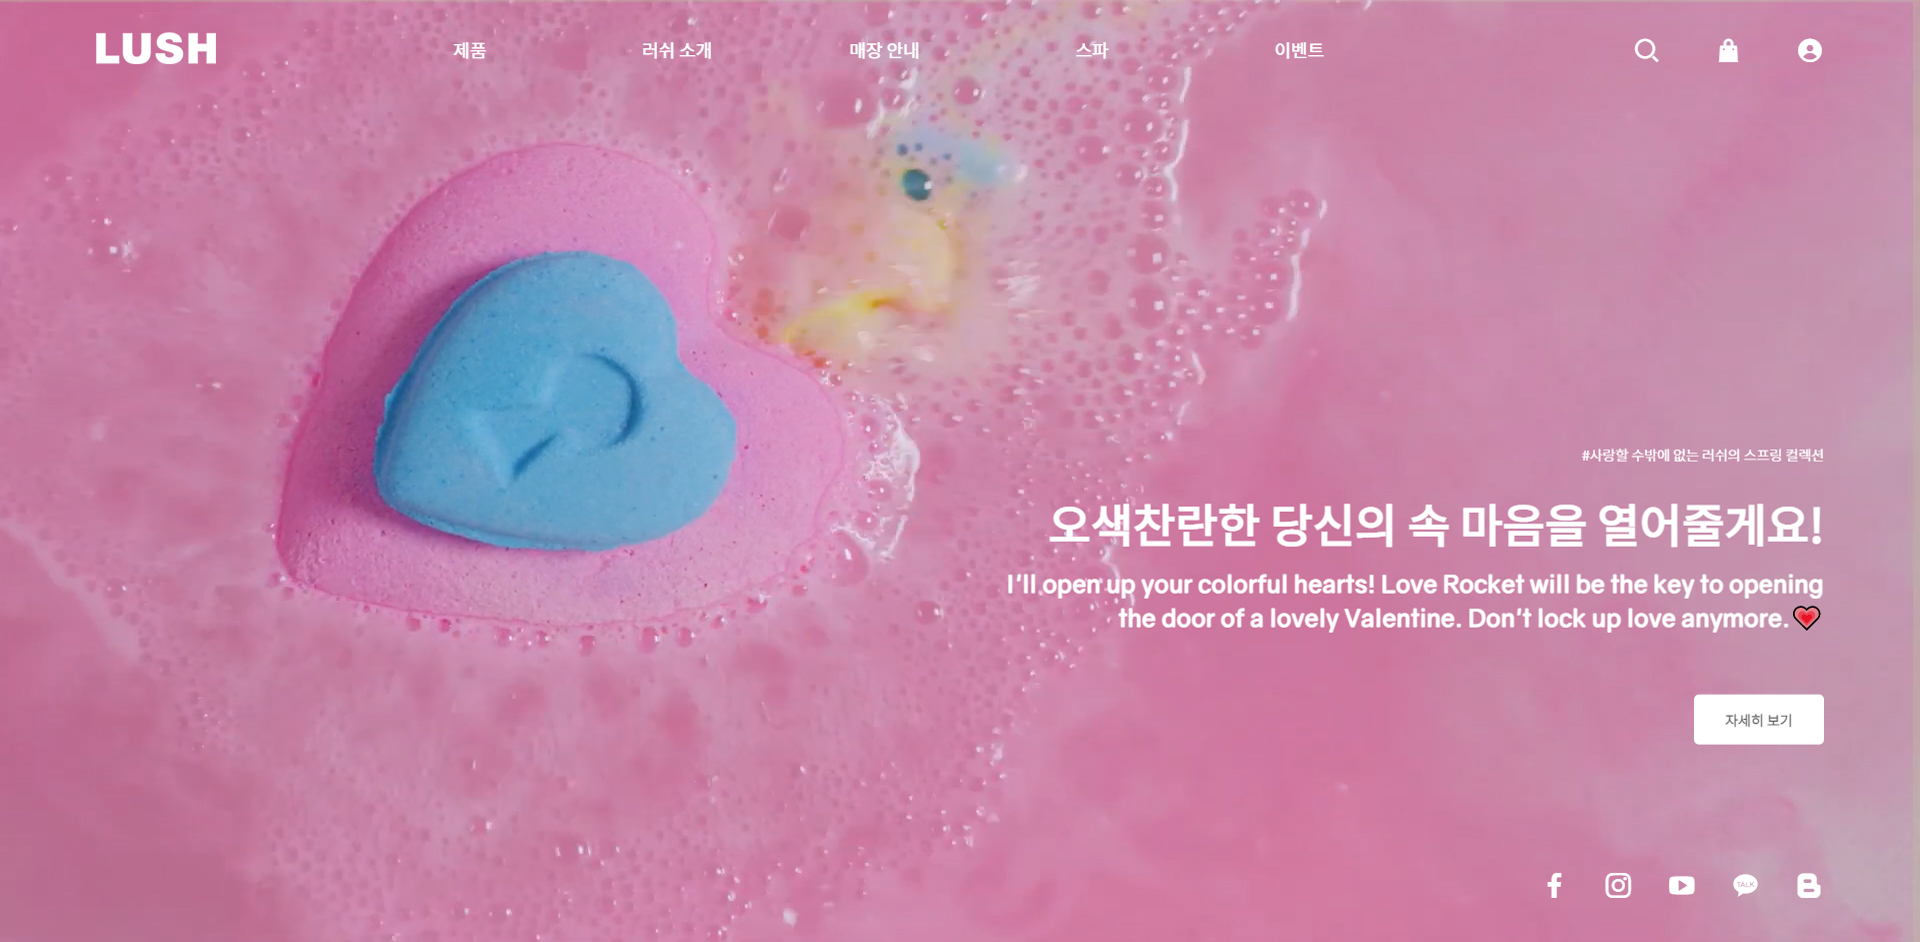 LUSH
제품
러쉬 소개
매장 안내
스파
이벤트
#사랑할 수밖에 없는 러쉬의 스프링 컬렉션
오색찬란한 당신의 속 마음을 열어줄게요!
I'll open up your colorful hearts! Love Rocket will be the key to opening
the door of a lovely Valentine. Don't lock up love anymore.
자세히 보기
TALK